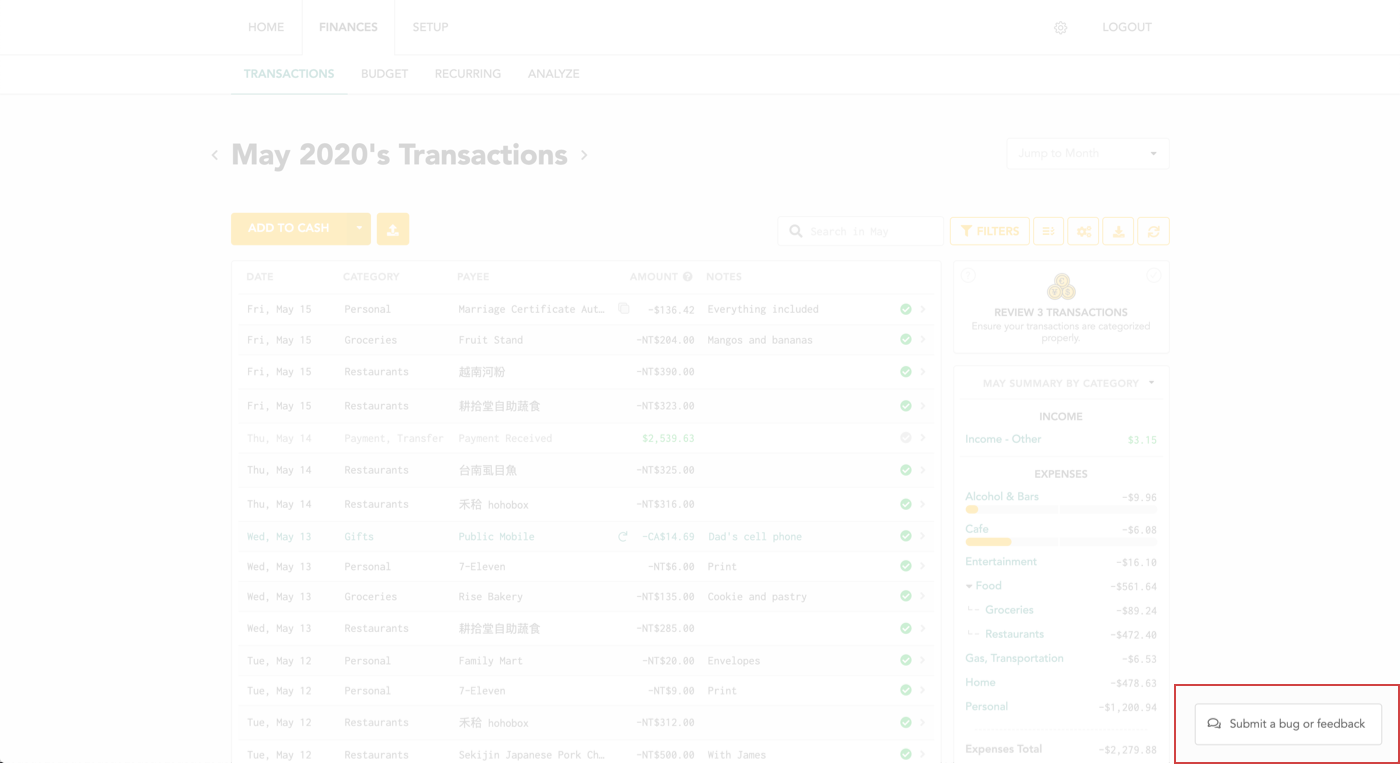 HOME FINANCES SETUP LOGOUT
TRANSACTIONS BUDGET RECURRING ANALYZE
May 2020's Transactions
Jump to Month
ADD TO CASH
Search in May
FILTERS
DATE CATEGORY PAYEE AMOUNT NOTES
Fri, May 15 Personal Marriage Certificate Aut... -$136.42 Everything included
Fri, May 15 Groceries Fruit Stand -NT$204.00 Mangos and bananas
Fri, May 15 Restaurants 越南河粉 -NT$390.00
Fri, May 15 Restaurants 耕拾堂自助蔬食 -NT$323.00
Thu, May 14 Payment, Transfer Payment Received $2,539.63
Thu, May 14 Restaurants 台南虱目魚 -NT$325.00
Thu, May 14 Restaurants 禾稻 hohobox -NT$316.00
Wed, May 13 Gifts Public Mobile -CA$14.69 Dad's cell phone
Wed, May 13 Personal 7-Eleven -NT$6.00 Print
Wed, May 13 Groceries Rise Bakery -NT$135.00 Cookie and pastry
Wed, May 13 Restaurants 耕拾堂自助蔬食 -NT$285.00
Tue, May 12 Personal Family Mart -NT$20.00 Envelopes
Tue, May 12 Personal 7-Eleven -NT$9.00 Print
Tue, May 12 Restaurants 禾 hohobox -NT$312.00
Tue, May 12 Restaurants Sekijin Japanese Pork Ch... -NT$500.00 With James
REVIEW 3 TRANSACTIONS
Ensure your transactions are categorized
properly.
MAY SUMMARY BY CATEGORY
INCOME
Income - Other $3.15
EXPENSES
Alcohol & Bars -$9.96
Cafe -$6.08
Entertainment -$16.10
Food -$561.64
Groceries -$89.24
Restaurants -$472.40
Gas, Transportation -$6.53
Home -$478.63
Personal -$1,200.94
Expenses Total -$2,279.88
Submit a bug or feedback